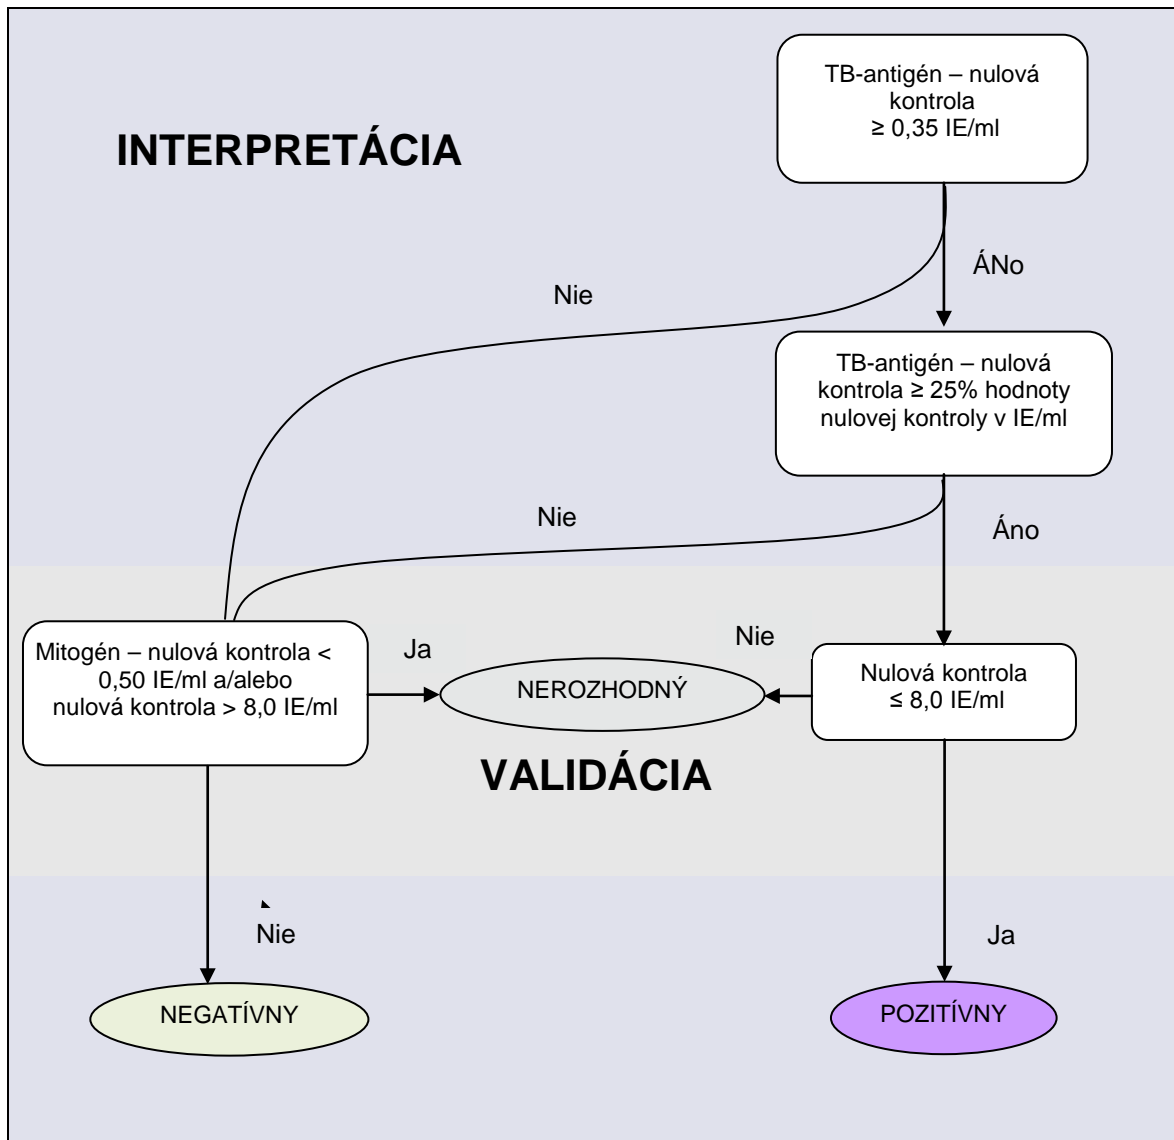 TB-antigén – nulová
kontrola
≥ 0,35 IE/ml
INTERPRETÁCIA
ÁNo
Nie
TB-antigén – nulová
kontrola ≥ 25% hodnoty
nulovej kontroly v IE/ml
Nie
Áno
Mitogén – nulová kontrola <
0,50 IE/ml a/alebo
nulová kontrola > 8,0 IE/ml
Ja
NEROZHODNÝ
Nie
Nulová kontrola
≤ 8,0 IE/ml
VALIDÁCIA
Nie
Ja
NEGATÍVNY
POZITÍVNY